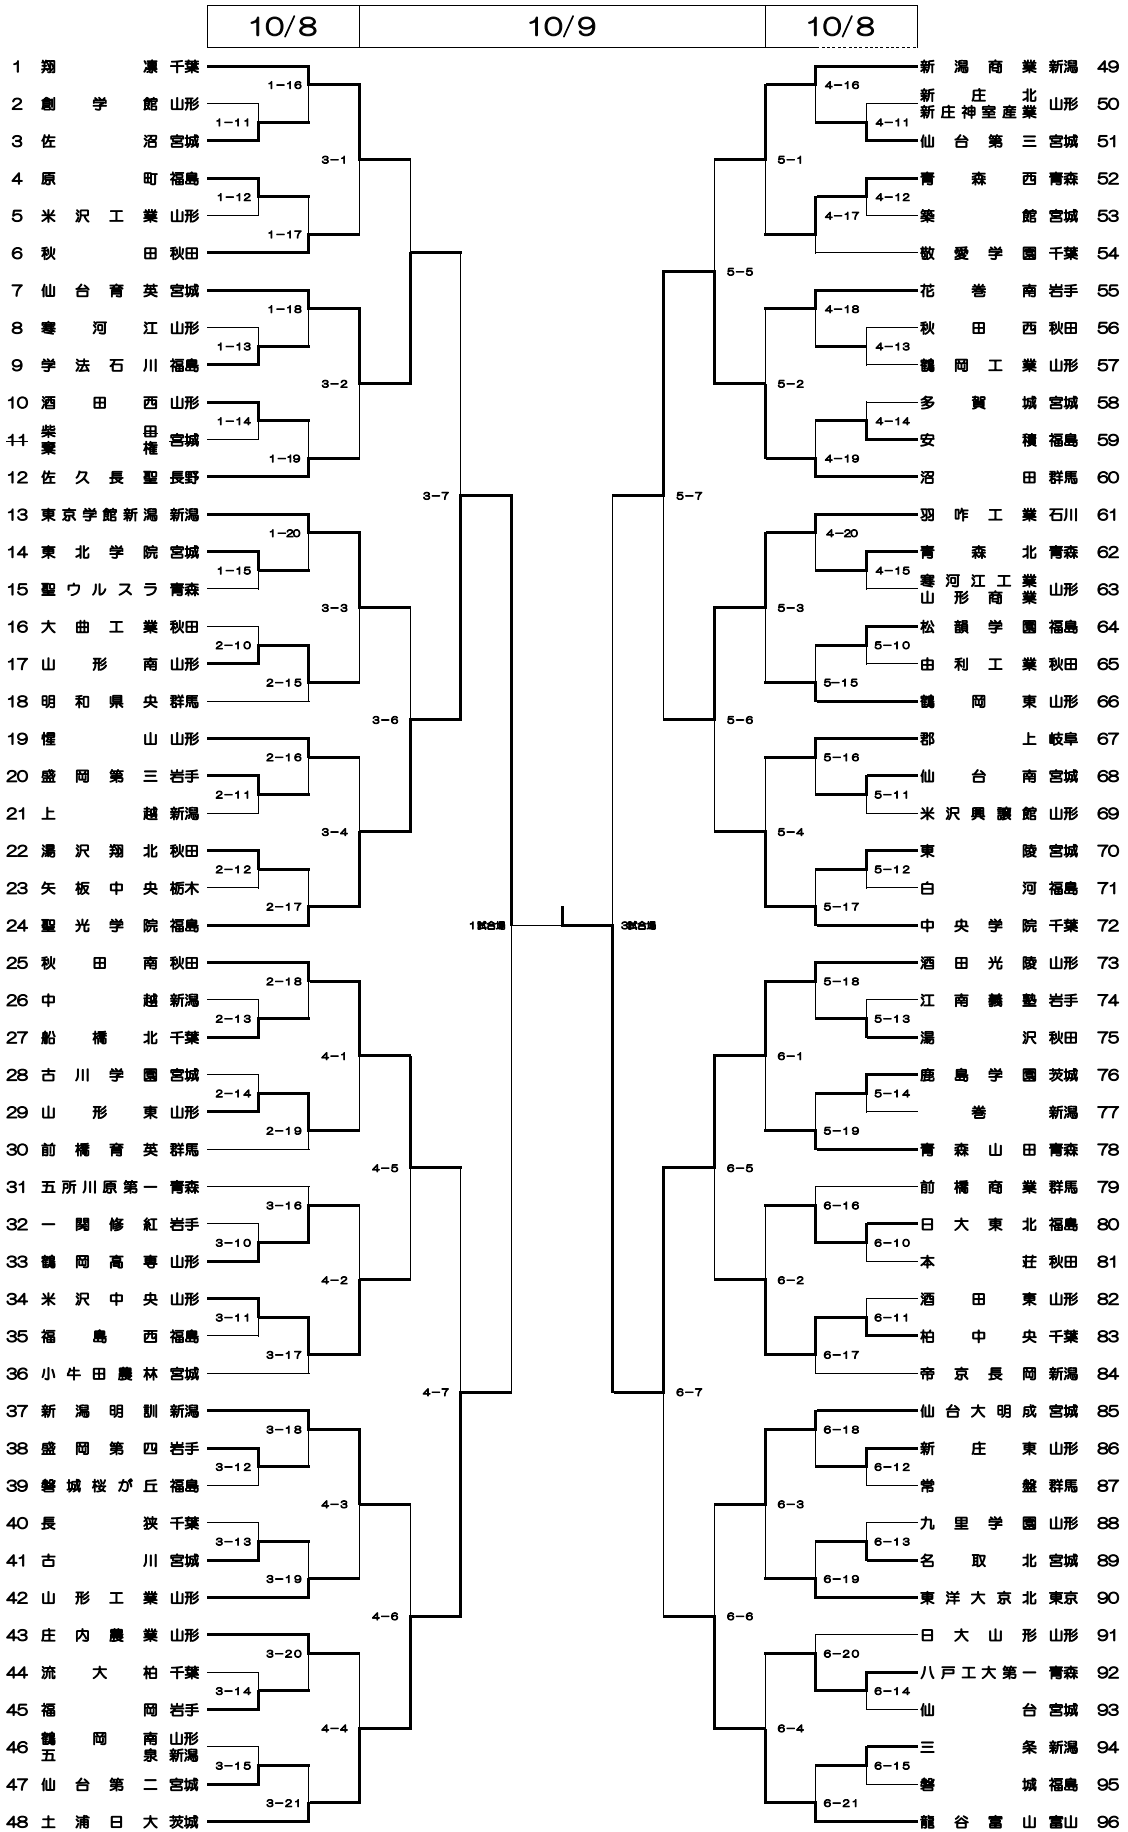 10/8 10/9 10/8
1 翔凛 千葉
2 創学館 山形
3 佐沼 宮城
4 原町 福島
5 米沢工業 山形
6 秋田 秋田
7 仙台育英 宮城
8 寒河江 山形
9 学法石川 福島
10 酒田西 山形
11 柴田 宮城
棄権
12 佐久長聖 長野
13 東京学館新潟 新潟
14 東北学院 宮城
15 聖ウルスラ 青森
16 大曲工業 秋田
17 山形南 山形
18 明和県央 群馬
19 惺山 山形
20 盛岡第三 岩手
21 上越 新潟
22 湯沢翔北 秋田
23 矢板中央 栃木
24 聖光学院 福島
25 秋田南 秋田
26 中越 新潟
27 船橋北 千葉
28 古川学園 宮城
29 山形東 山形
30 前橋育英 群馬
31 五所川原第一 青森
32 一関修紅 岩手
33 鶴岡高専 山形
34 米沢中央 山形
35 福島西 福島
36 小牛田農林 宮城
37 新潟明訓 新潟
38 盛岡第四 岩手
39 磐城桜が丘 福島
40 長狭 千葉
41 古川 宮城
42 山形工業 山形
43 庄内農業 山形
44 流大柏 千葉
45 福岡 岩手
46 鶴岡南 山形
五泉 新潟
47 仙台第二 宮城
48 土浦日大 茨城
1-16
1-11
3-1
1-12
1-17
1-18
1-13
3-2
1-14
1-19
3-7
1-20
1-15
3-3
2-10
2-15
3-6
2-16
2-11
3-4
2-12
2-17
1試合場
2-18
2-13
4-1
2-14
2-19
4-5
3-16
3-10
4-2
3-11
3-17
4-7
3-18
3-12
4-3
3-13
3-19
4-6
3-20
3-14
4-4
3-15
3-21
4-16
4-11
5-1
4-12
4-17
5-5
4-18
4-13
5-2
4-14
4-19
5-7
4-20
4-15
5-3
5-10
5-15
5-6
5-16
5-11
5-4
5-12
5-17
3試合場
5-18
5-13
6-1
5-14
5-19
6-5
6-16
6-10
6-2
6-11
6-17
6-7
6-18
6-12
6-3
6-13
6-19
6-6
6-20
6-14
6-4
6-15
6-21
新潟商業 新潟 49
新庄北
新庄神室産業 山形 50
仙台第三 宮城 51
青森西 青森 52
築館 宮城 53
敬愛学園 千葉 54
花巻南 岩手 55
秋田西 秋田 56
鶴岡工業 山形 57
多賀城 宮城 58
安積 福島 59
沼田 群馬 60
羽咋工業 石川 61
青森北 青森 62
寒河江工業
山形商業 山形 63
松韻学園 福島 64
由利工業 秋田 65
鶴岡東 山形 66
郡上 岐阜 67
仙台南 宮城 68
米沢興譲館 山形 69
東陵 宮城 70
白河 福島 71
中央学院 千葉 72
酒田光陵 山形 73
江南義塾 岩手 74
湯沢 秋田 75
鹿島学園 茨城 76
巻 新潟 77
青森山田 青森 78
前橋商業 群馬 79
日大東北 福島 80
本荘 秋田 81
酒田東 山形 82
柏中央 千葉 83
帝京長岡 新潟 84
仙台大明成 宮城 85
新庄東 山形 86
常盤 群馬 87
九里学園 山形 88
名取北 宮城 89
東洋大京北 東京 90
日大山形 山形 91
八戸工大第一 青森 92
仙台 宮城 93
三条 新潟 94
磐城 福島 95
龍谷富山 富山 96